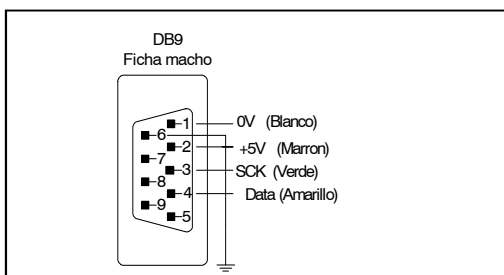 DB9
Ficha macho
1 0V (Blanco)
6
2 +5V (Marron)
7
3 SCK (Verde)
8
4 Data (Amarillo)
9
5